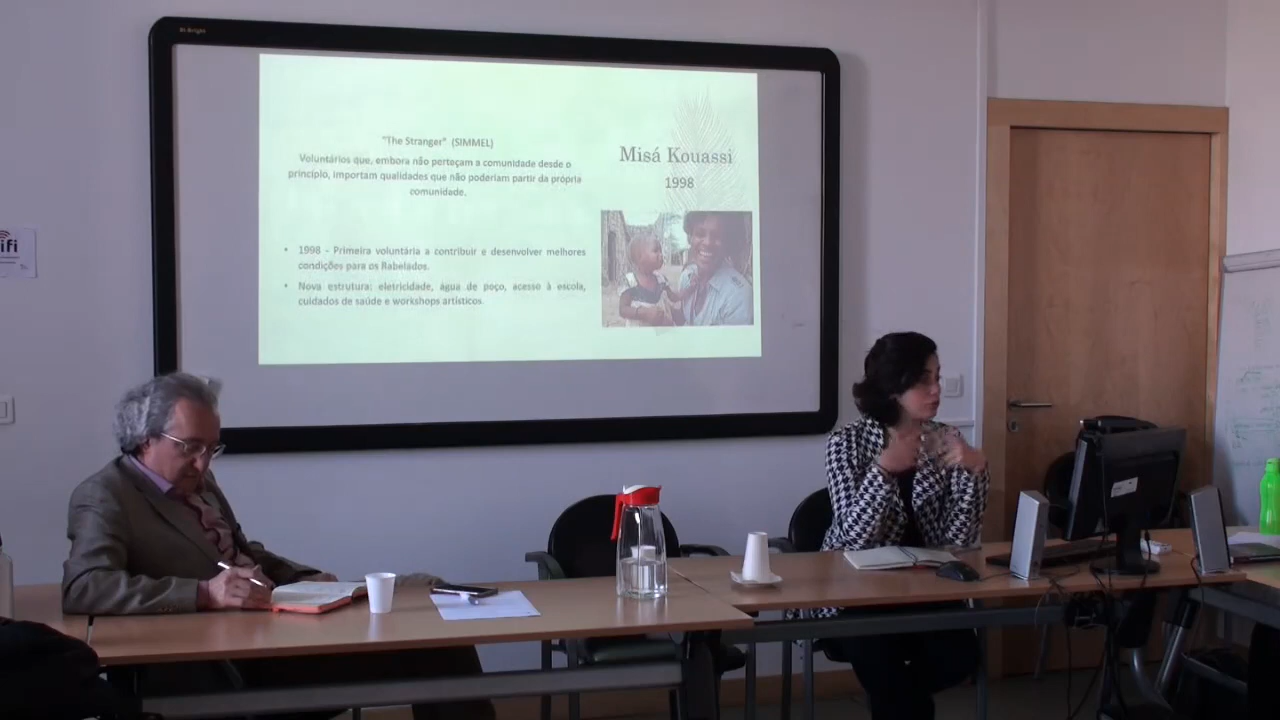 "The Stranger" (SIMMEL)
Voluntários que, embora não perteçam a comunidade desde o
princípio, importam qualidades que não poderiam partir da própria
comunidade.
• 1998 - Primeira voluntária a contribuir e desenvolver melhores
condições para os Rabelados.
• Nova estrutura: eletricidade, água de poço, acesso à escola,
cuidados de saúde e workshops artísticos.
Misá Kouassi
1998
ifi